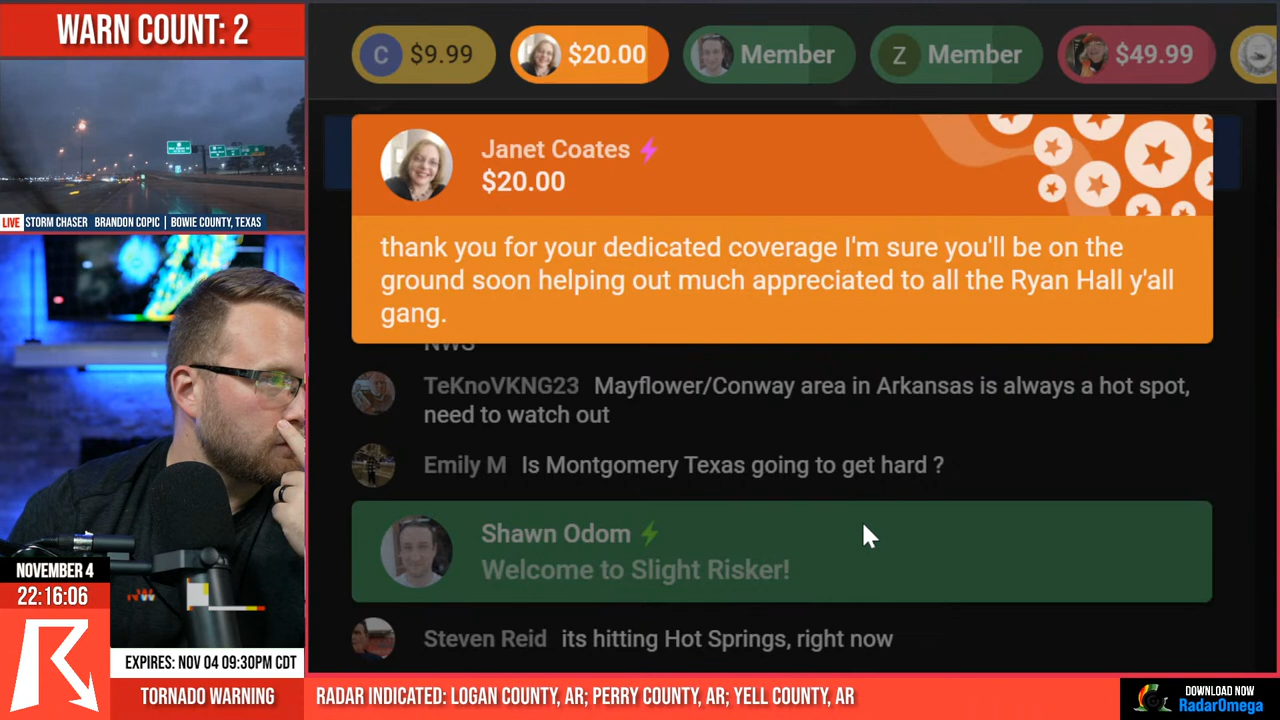 WARN COUNT: 2
LIVE STORM CHASER BRANDON COPIC | BOWIE COUNTY, TEXAS
NOVEMBER 4
22:16:06
EXPIRES: NOV 04 09:30PM CDT
TORNADO WARNING
C $9.99
$20.00
Member
Z Member
$49.99
Janet Coates
$20.00
thank you for your dedicated coverage I'm sure you'll be on the
ground soon helping out much appreciated to all the Ryan Hall y'all
gang.
NWS
TeKnoVKNG23 Mayflower/Conway area in Arkansas is always a hot spot,
need to watch out
Emily M Is Montgomery Texas going to get hard ?
Shawn Odom
Welcome to Slight Risker!
Steven Reid its hitting Hot Springs, right now
RADAR INDICATED: LOGAN COUNTY, AR; PERRY COUNTY, AR; YELL COUNTY, AR
DOWNLOAD NOW
RadarOmega